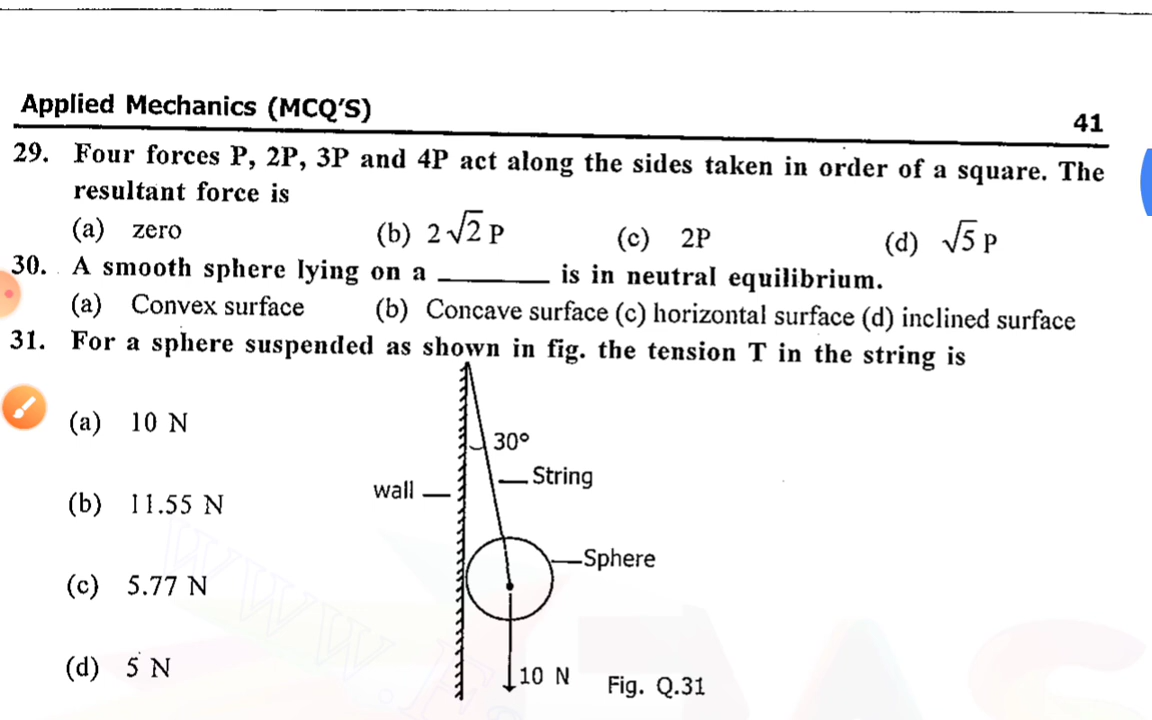 Applied Mechanics (MCQ'S)
41
29. Four forces P, 2P, 3P and 4P act along the sides taken in order of a square. The
resultant force is
(a) zero (b) 2√2 P (c) 2P (d) √5 P
30. A smooth sphere lying on a ________ is in neutral equilibrium.
(a) Convex surface (b) Concave surface (c) horizontal surface (d) inclined surface
31. For a sphere suspended as shown in fig. the tension T in the string is
(a) 10 N
30°
String
wall
(b) 11.55 N
Sphere
(c) 5.77 N
(d) 5 N
10 N
Fig. Q.31